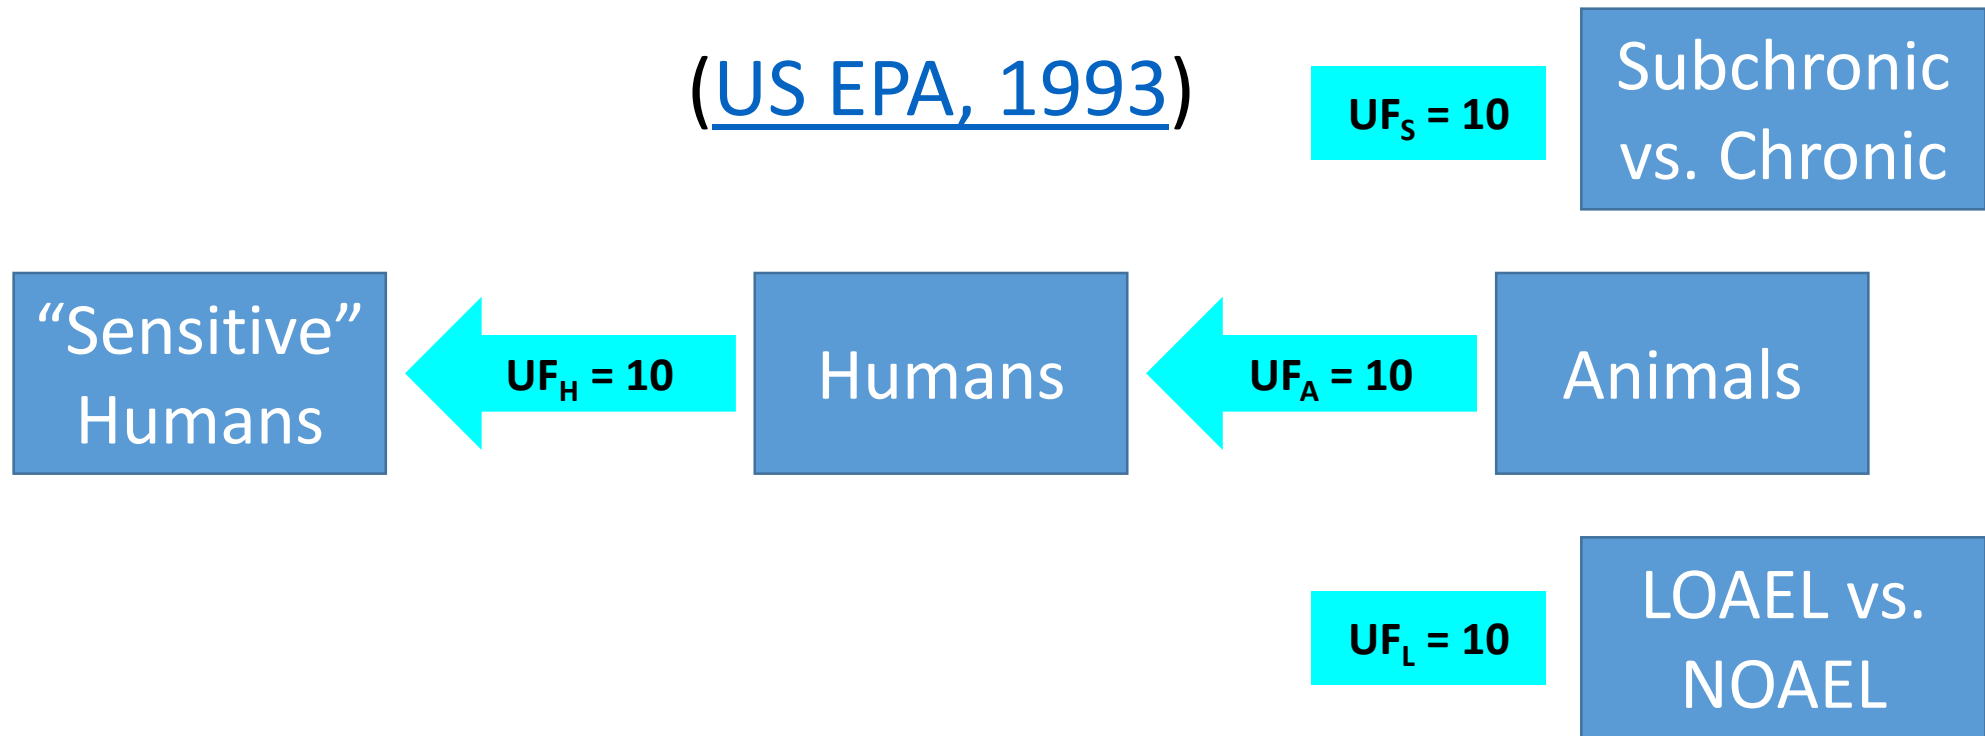 (US EPA, 1993)
UFS = 10
Subchronic
vs. Chronic
“Sensitive”
Humans
UFH = 10
Humans
UFA = 10
Animals
UFL = 10
LOAEL vs.
NOAEL